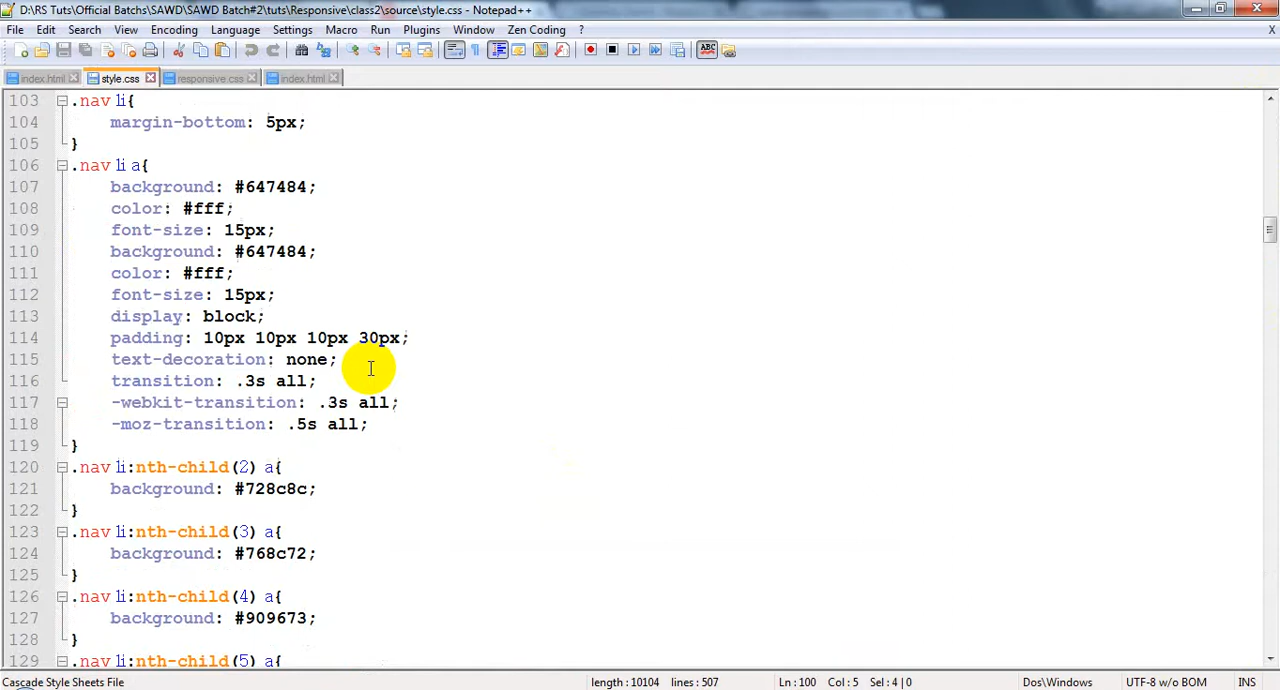 D:\RS Tuts\Official Batchs\SAWD\SAWD Batch#2\tuts\Responsive\class2\source\style.css - Notepad++
File Edit Search View Encoding Language Settings Macro Run Plugins Window Zen Coding ? X
ABC
index.html style.css responsive.css index.html
103 .nav li{
104 margin-bottom: 5px;
105 }
106 .nav li a{
107 background: #647484;
108 color: #fff;
109 font-size: 15px;
110 background: #647484;
111 color: #fff;
112 font-size: 15px;
113 display: block;
114 padding: 10px 10px 10px 30px;
115 text-decoration: none;
116 transition: .3s all;
117 -webkit-transition: .3s all;
118 -moz-transition: .5s all;
119 }
120 .nav li:nth-child(2) a{
121 background: #728c8c;
122 }
123 .nav li:nth-child(3) a{
124 background: #768c72;
125 }
126 .nav li:nth-child(4) a{
127 background: #909673;
128 }
129 .nav li:nth-child(5) a{
Cascade Style Sheets File length : 10104 lines : 507 Ln : 100 Col : 5 Sel : 4 | 0 Dos\Windows UTF-8 w/o BOM INS